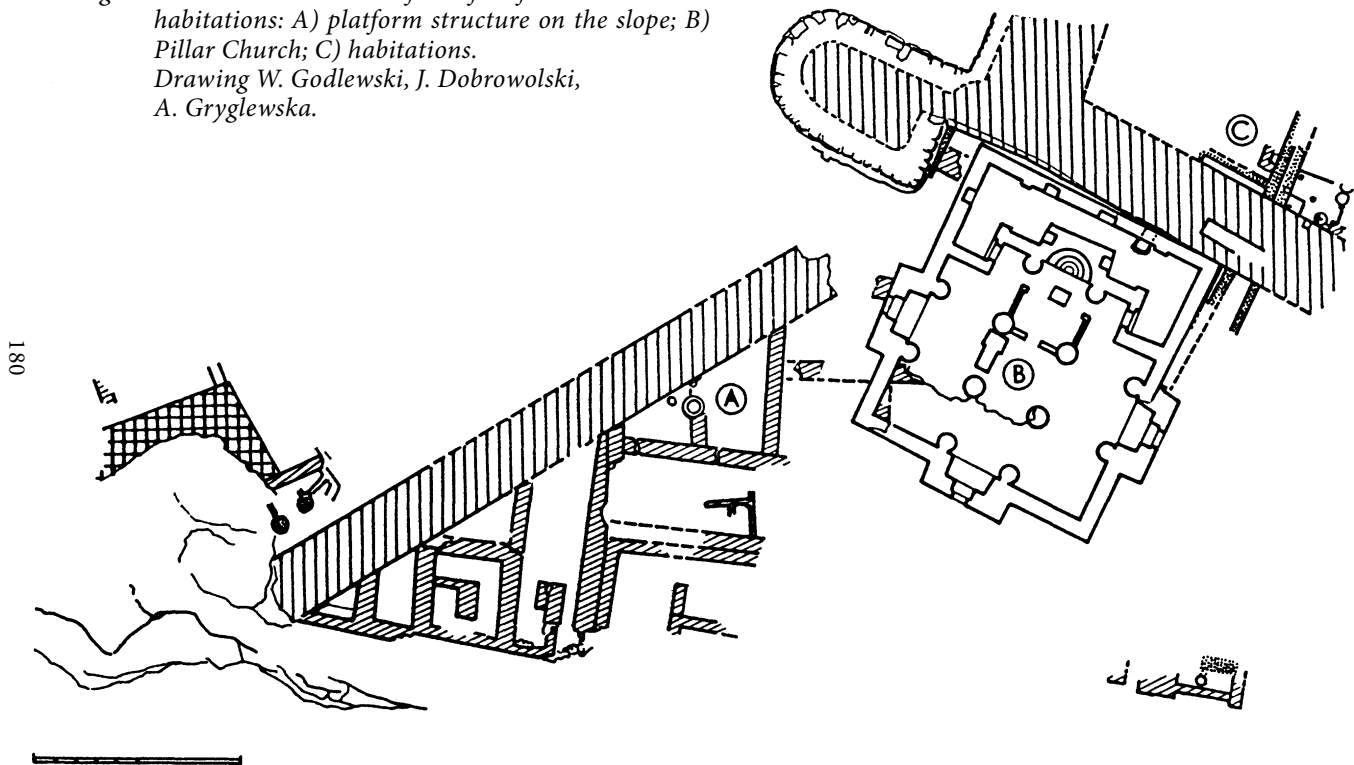 habitations: A) platform structure on the slope; B)
Pillar Church; C) habitations.
Drawing W. Godlewski, J. Dobrowolski,
A. Gryglewska.
C
A
B
180